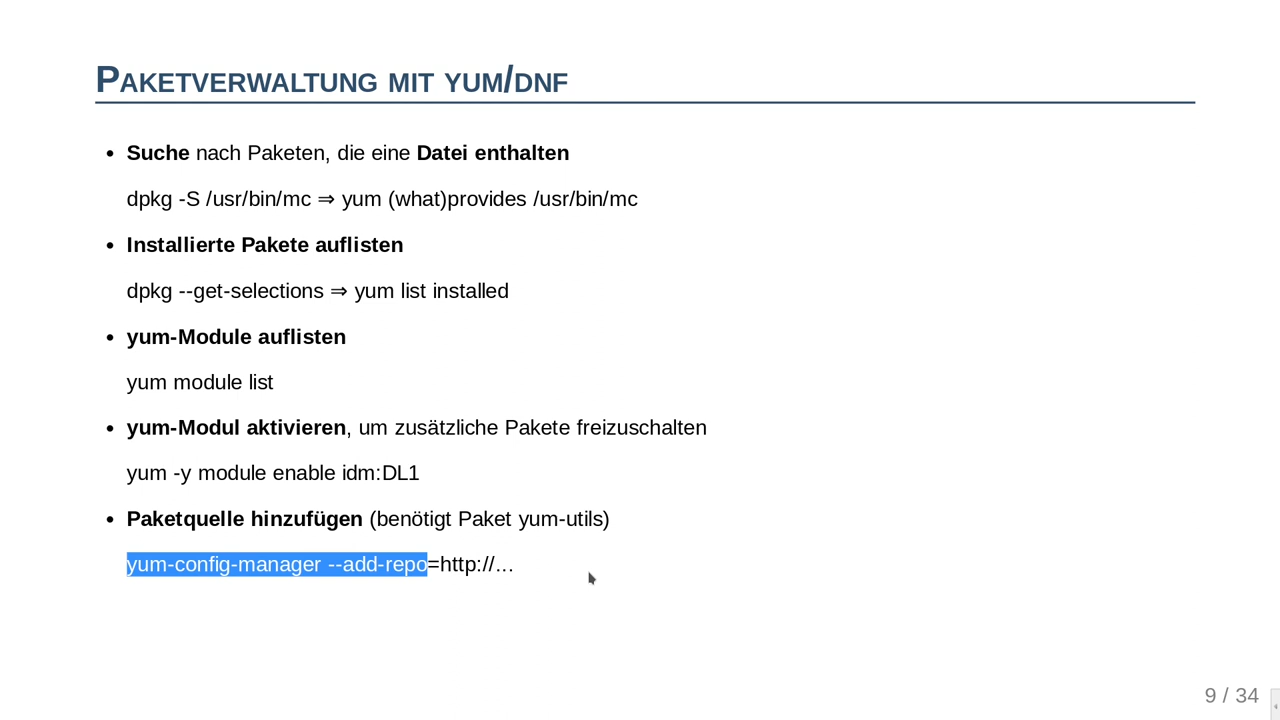 Paketverwaltung mit yum/dnf
• Suche nach Paketen, die eine Datei enthalten
dpkg -S /usr/bin/mc ⇒ yum (what)provides /usr/bin/mc
• Installierte Pakete auflisten
dpkg --get-selections ⇒ yum list installed
• yum-Module auflisten
yum module list
• yum-Modul aktivieren, um zusätzliche Pakete freizuschalten
yum -y module enable idm:DL1
• Paketquelle hinzufügen (benötigt Paket yum-utils)
yum-config-manager --add-repo=http://...
9 / 34